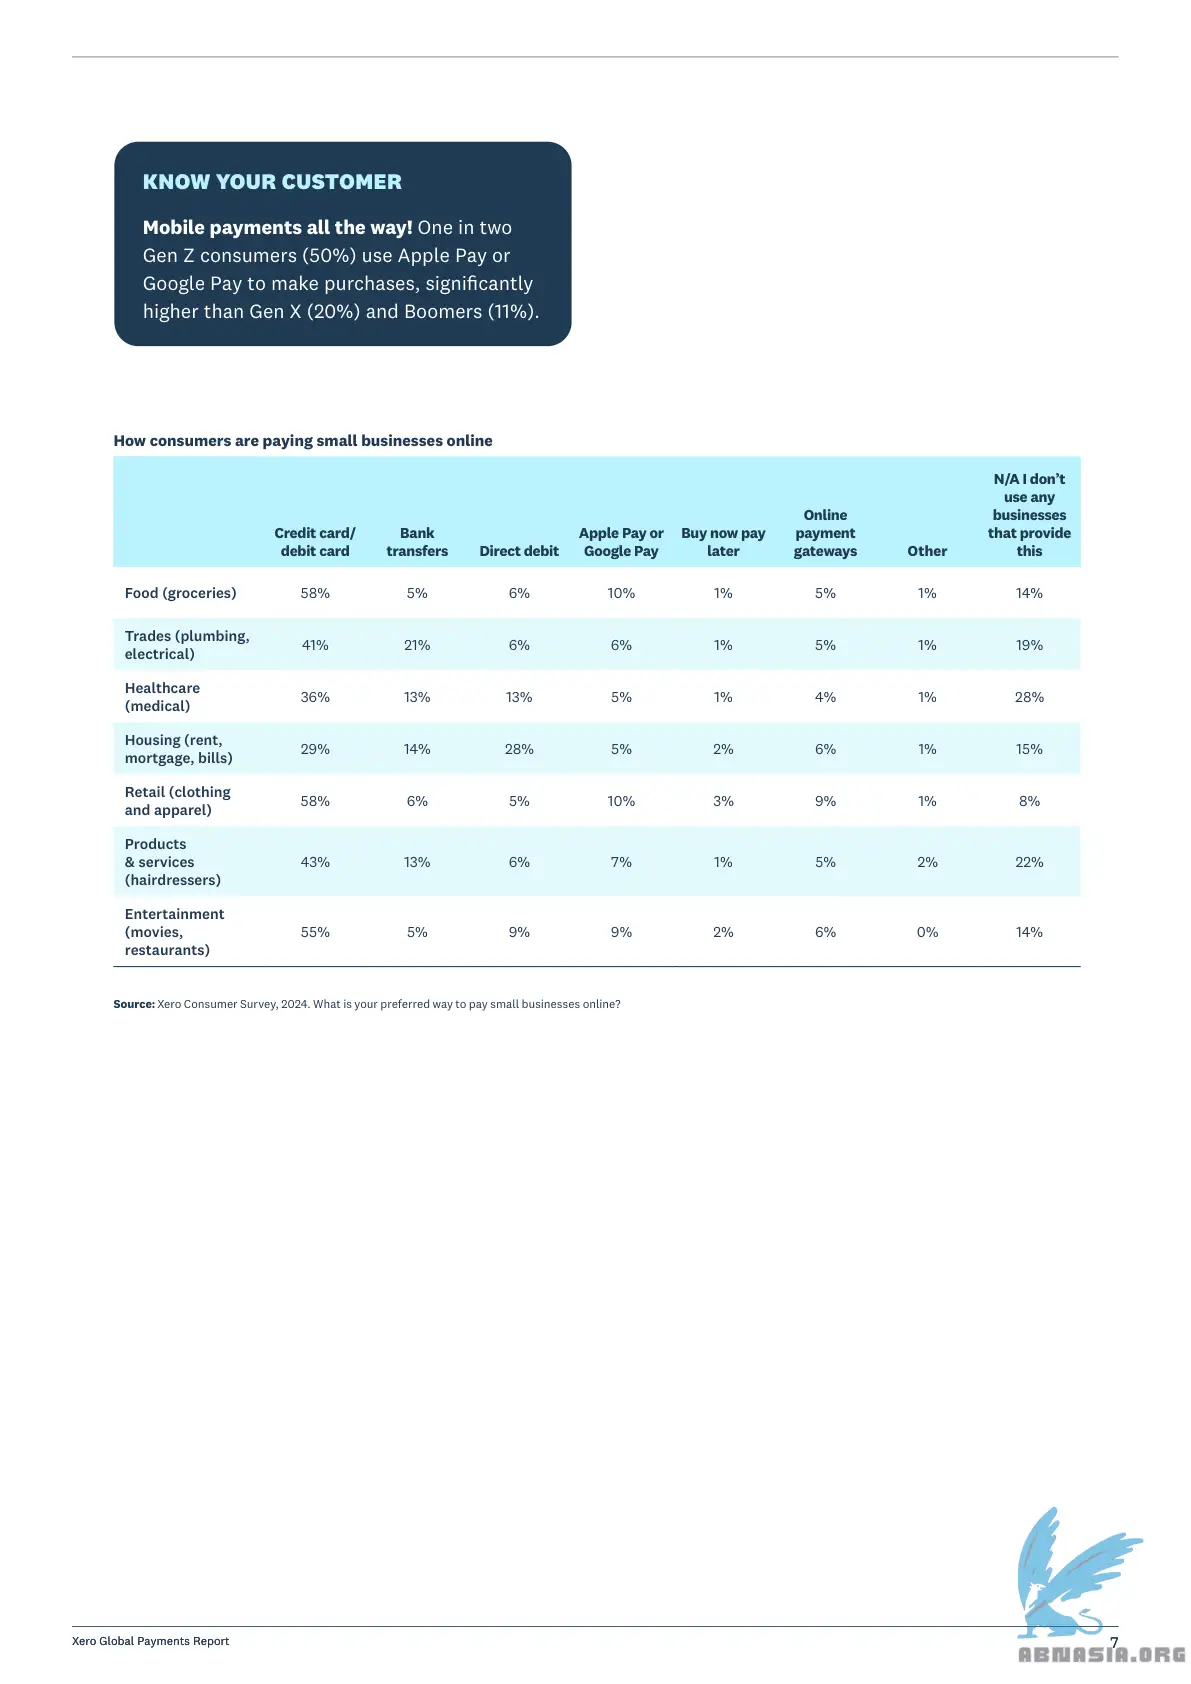 KNOW YOUR CUSTOMER
Mobile payments all the way! One in two
Gen Z consumers (50%) use Apple Pay or
Google Pay to make purchases, significantly
higher than Gen X (20%) and Boomers (11%).
How consumers are paying small businesses online
Credit card/
debit card
Bank
transfers
Direct debit
Apple Pay or
Google Pay
Buy now pay
later
Online
payment
gateways
Other
N/A I don’t
use any
businesses
that provide
this
Food (groceries) 58% 5% 6% 10% 1% 5% 1% 14%
Trades (plumbing,
electrical)
41% 21% 6% 6% 1% 5% 1% 19%
Healthcare
(medical)
36% 13% 13% 5% 1% 4% 1% 28%
Housing (rent,
mortgage, bills)
29% 14% 28% 5% 2% 6% 1% 15%
Retail (clothing
and apparel)
58% 6% 5% 10% 3% 9% 1% 8%
Products
& services
(hairdressers)
43% 13% 6% 7% 1% 5% 2% 22%
Entertainment
(movies,
restaurants)
55% 5% 9% 9% 2% 6% 0% 14%
Source: Xero Consumer Survey, 2024. What is your preferred way to pay small businesses online?
Xero Global Payments Report
7
ABNASIA.ORG